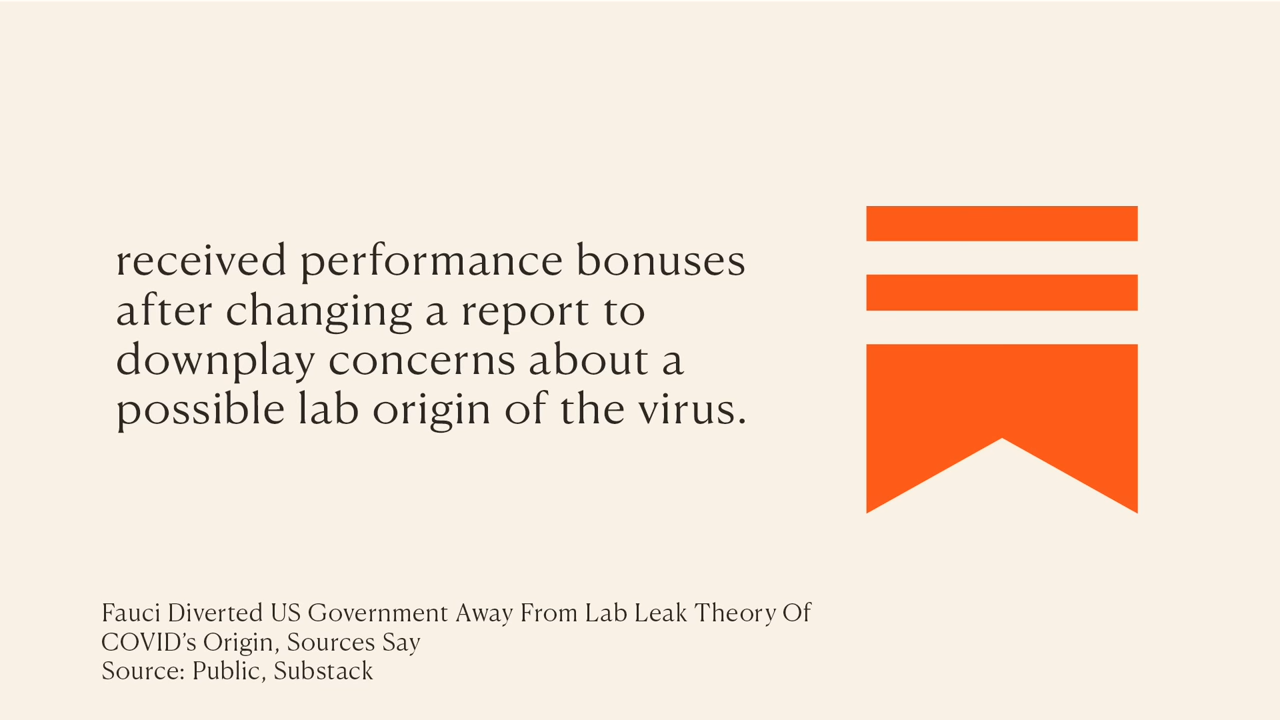 received performance bonuses
after changing a report to
downplay concerns about a
possible lab origin of the virus.
Fauci Diverted US Government Away From Lab Leak Theory Of
COVID’s Origin, Sources Say
Source: Public, Substack